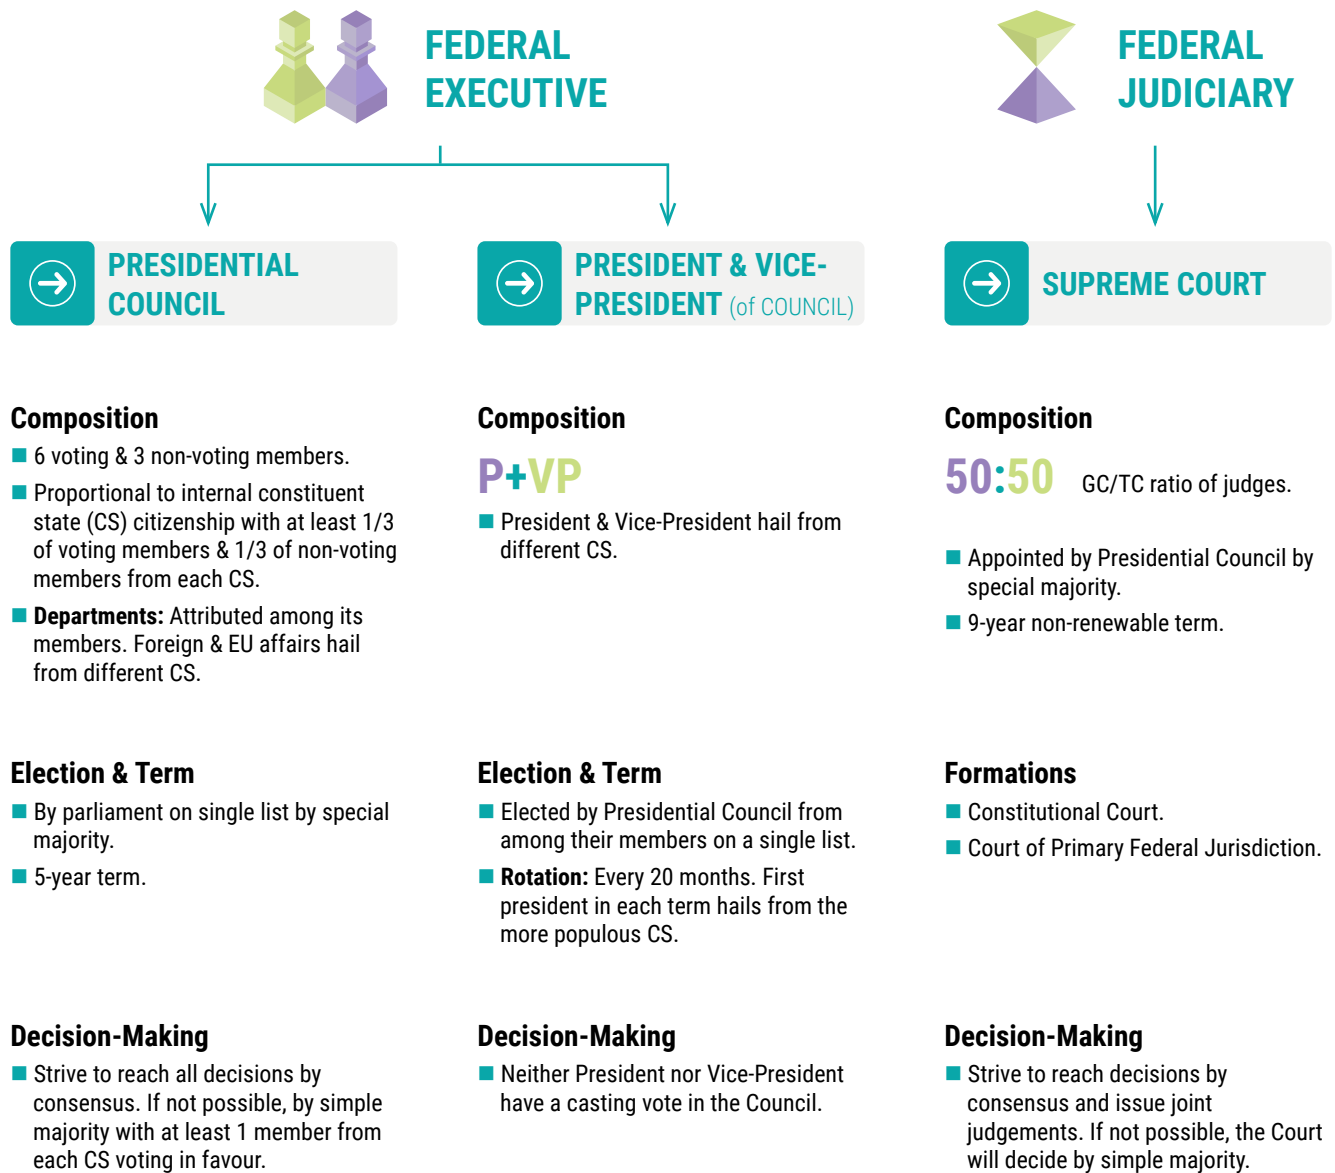 FEDERAL
EXECUTIVE
FEDERAL
JUDICIARY
PRESIDENTIAL
COUNCIL
PRESIDENT & VICE-
PRESIDENT (of COUNCIL)
SUPREME COURT
Composition
6 voting & 3 non-voting members.
Proportional to internal constituent
state (CS) citizenship with at least 1/3
of voting members & 1/3 of non-voting
members from each CS.
Departments: Attributed among its
members. Foreign & EU affairs hail
from different CS.
Composition
P+VP
President & Vice-President hail from
different CS.
Composition
50:50 GC/TC ratio of judges.
Appointed by Presidential Council by
special majority.
9-year non-renewable term.
Election & Term
By parliament on single list by special
majority.
5-year term.
Election & Term
Elected by Presidential Council from
among their members on a single list.
Rotation: Every 20 months. First
president in each term hails from the
more populous CS.
Formations
Constitutional Court.
Court of Primary Federal Jurisdiction.
Decision-Making
Strive to reach all decisions by
consensus. If not possible, by simple
majority with at least 1 member from
each CS voting in favour.
Decision-Making
Neither President nor Vice-President
have a casting vote in the Council.
Decision-Making
Strive to reach decisions by
consensus and issue joint
judgements. If not possible, the Court
will decide by simple majority.